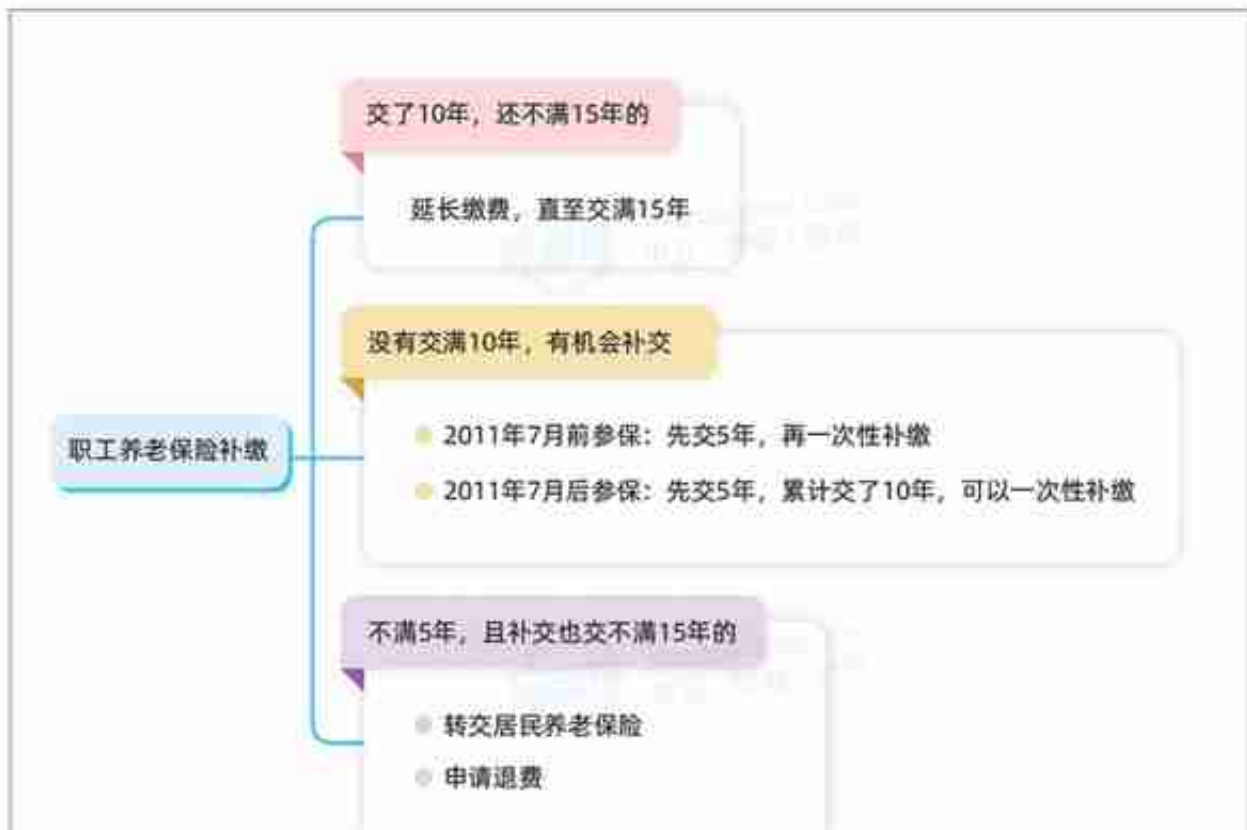 交了10年，还不满15年的
延长缴费，直至交满15年
没有交满10年，有机会补交
职工养老保险补缴
2011年7月前参保：先交5年，再一次性补缴
2011年7月后参保：先交5年，累计交了10年，可以一次性补缴
不满5年，且补交也交不满15年的
转交居民养老保险
申请退费